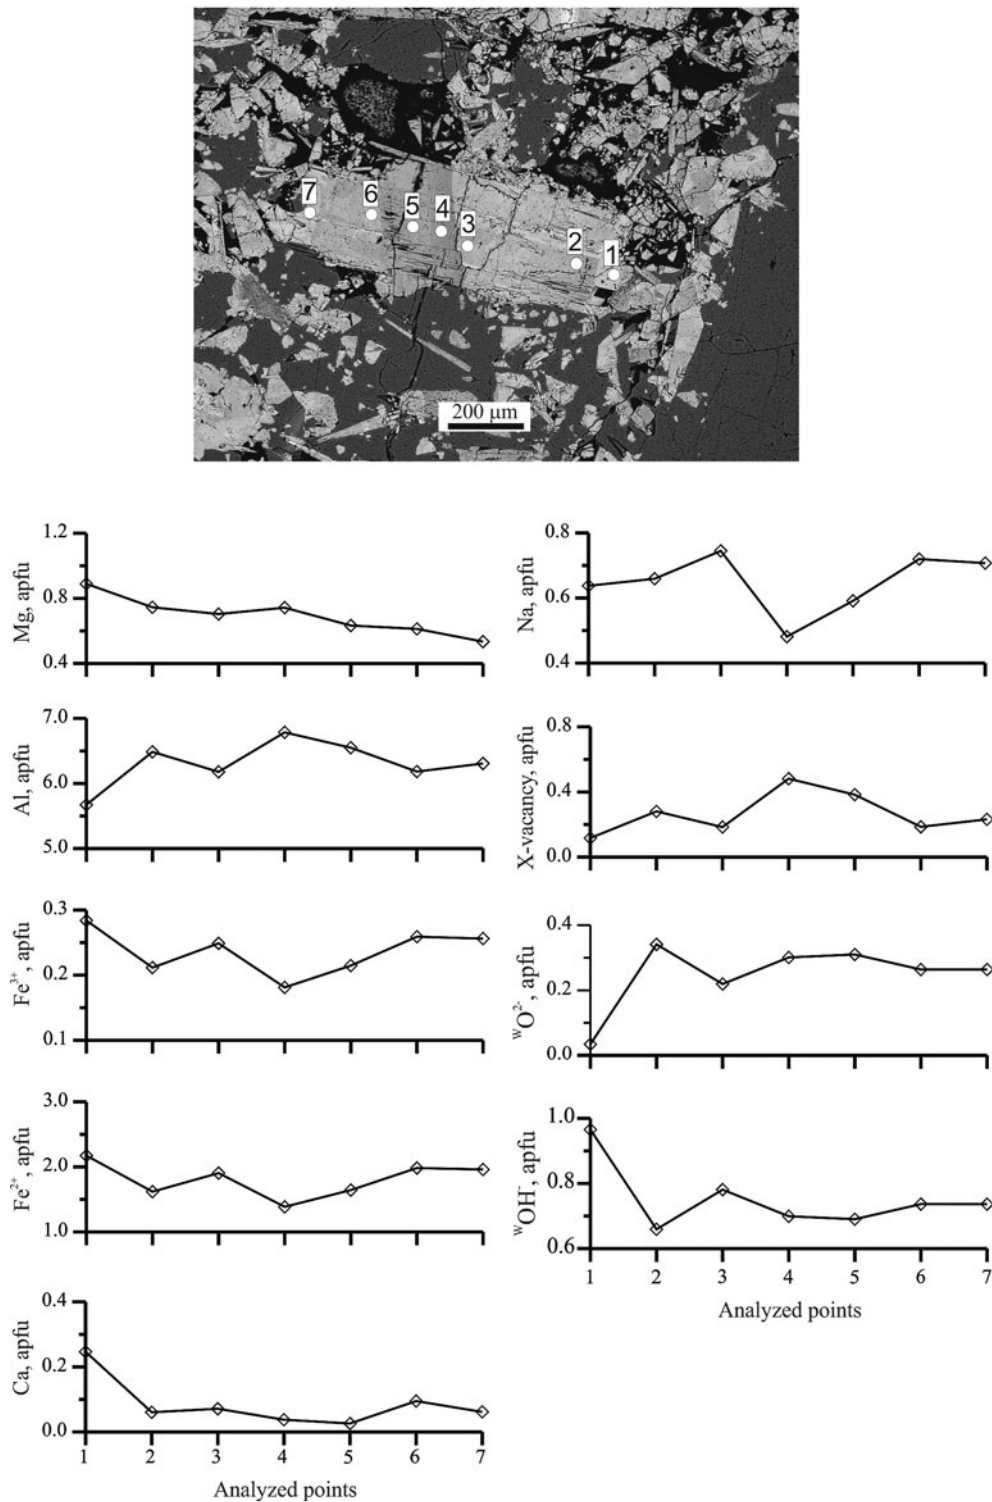 7
6
5
4
3
2
1
200 μm
Mg, apfu
1.2
0.8
0.4
Na, apfu
0.8
0.6
0.4
Al, apfu
7.0
6.0
5.0
X-vacancy, apfu
0.8
0.4
0.0
Fe³⁺, apfu
0.3
0.2
0.1
ᵂO²⁻, apfu
0.4
0.2
0.0
Fe²⁺, apfu
3.0
2.0
1.0
ᵂOH⁻, apfu
1.0
0.8
0.6
1 2 3 4 5 6 7
Analyzed points
Ca, apfu
0.4
0.2
0.0
1 2 3 4 5 6 7
Analyzed points